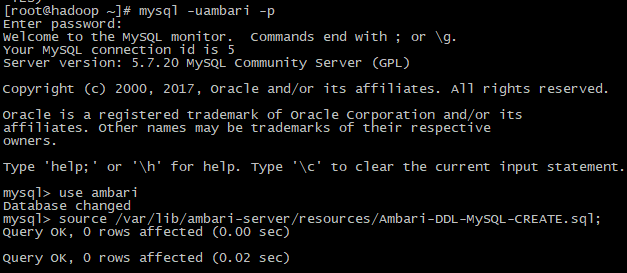 [root@hadoop ~]# mysql -uambari -p
Enter password:
Welcome to the MySQL monitor.  Commands end with ; or \g.
Your MySQL connection id is 5
Server version: 5.7.20 MySQL Community Server (GPL)
Copyright (c) 2000, 2017, Oracle and/or its affiliates. All rights reserved.
Oracle is a registered trademark of Oracle Corporation and/or its
affiliates. Other names may be trademarks of their respective
owners.
Type 'help;' or '\h' for help. Type '\c' to clear the current input statement.
mysql> use ambari
Database changed
mysql> source /var/lib/ambari-server/resources/Ambari-DDL-MySQL-CREATE.sql;
Query OK, 0 rows affected (0.00 sec)
Query OK, 0 rows affected (0.02 sec)